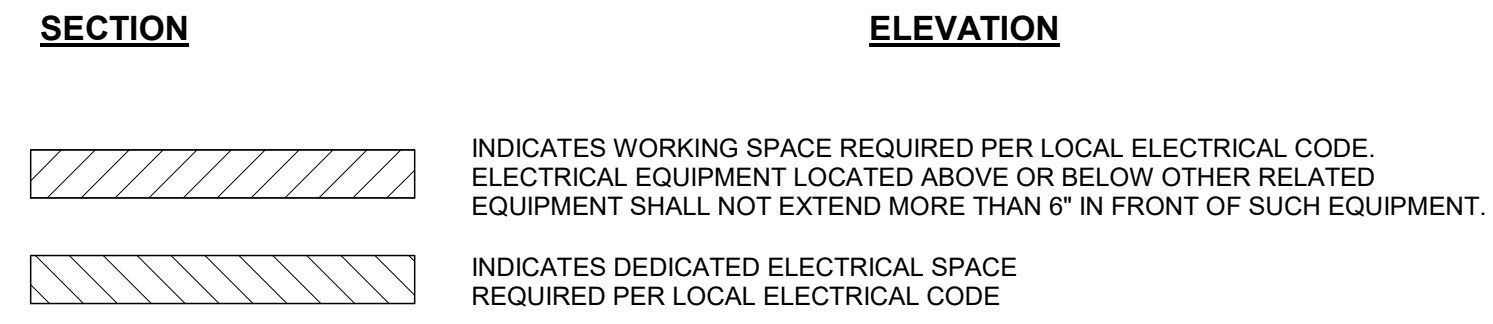 SECTION
ELEVATION
INDICATES WORKING SPACE REQUIRED PER LOCAL ELECTRICAL CODE.
ELECTRICAL EQUIPMENT LOCATED ABOVE OR BELOW OTHER RELATED
EQUIPMENT SHALL NOT EXTEND MORE THAN 6" IN FRONT OF SUCH EQUIPMENT.
INDICATES DEDICATED ELECTRICAL SPACE
REQUIRED PER LOCAL ELECTRICAL CODE